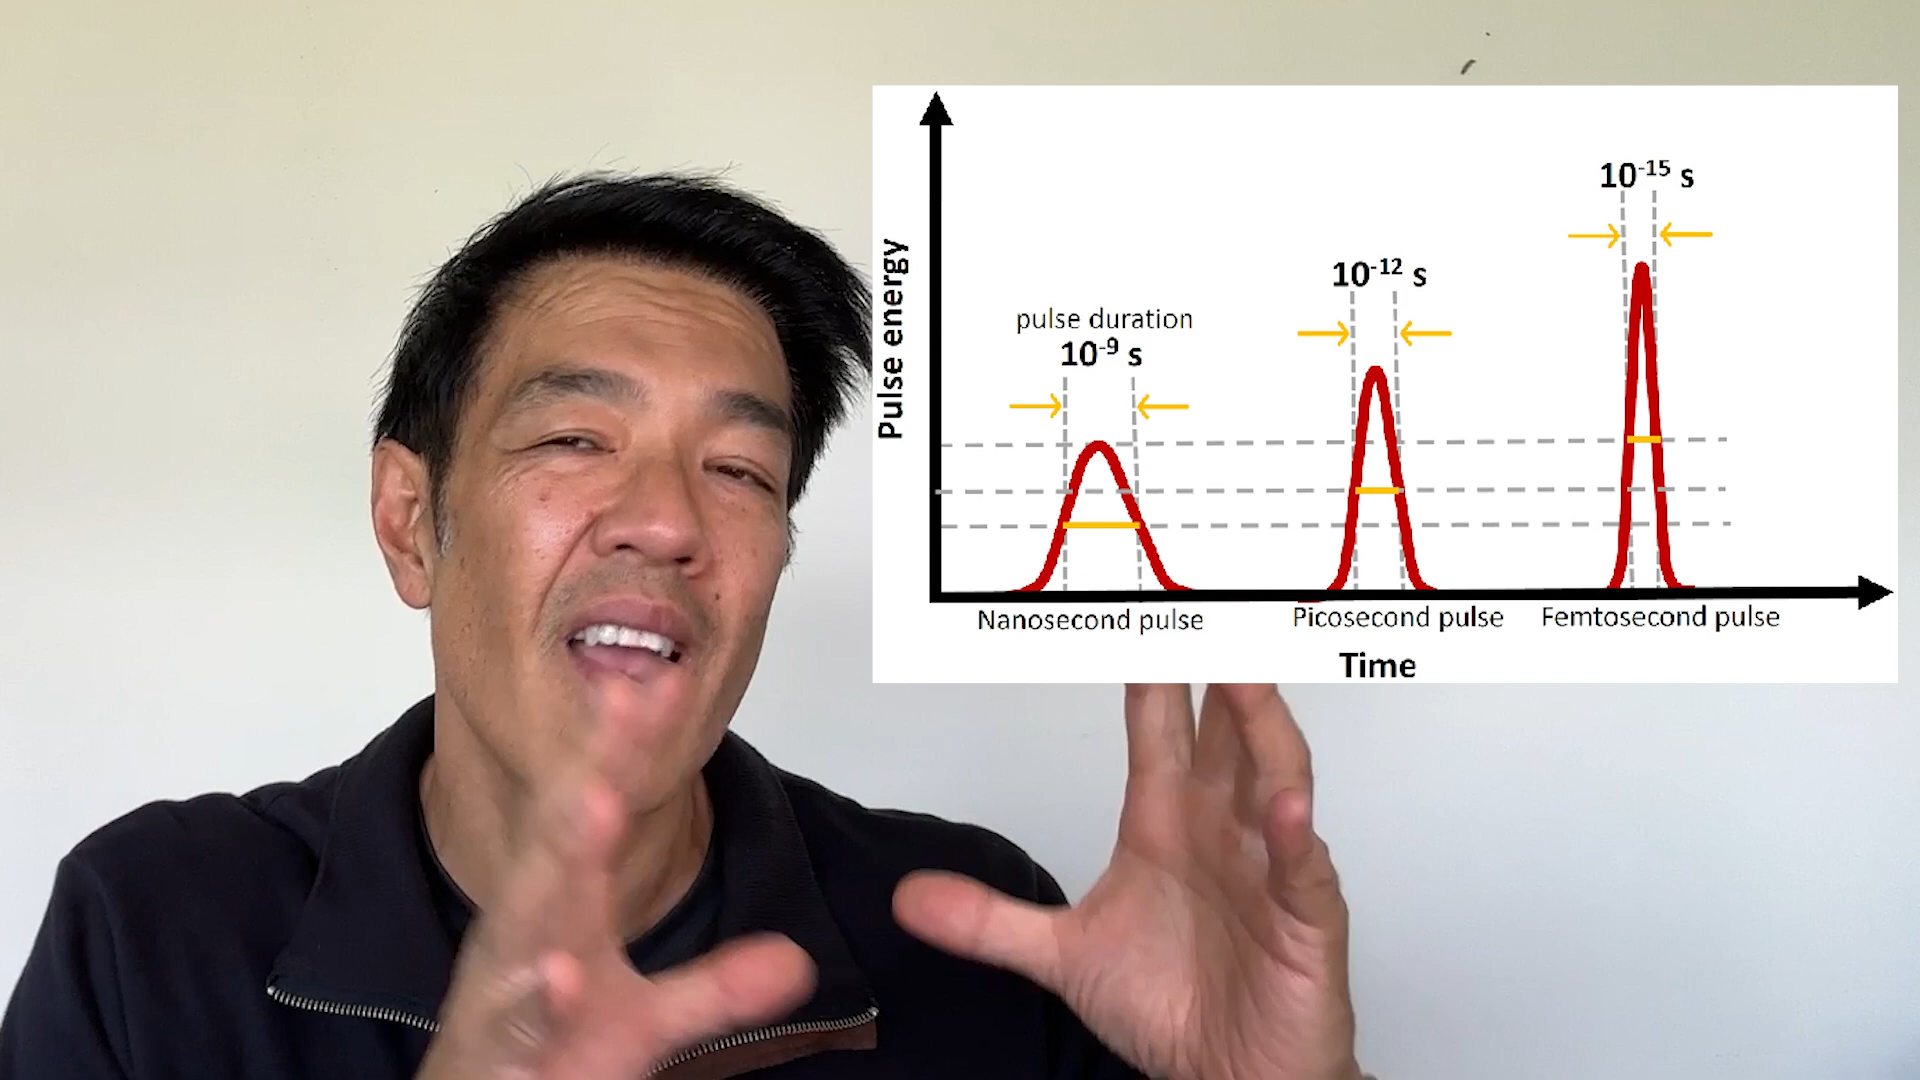 Pulse energy
pulse duration
10⁻⁹ s
10⁻¹² s
10⁻¹⁵ s
Nanosecond pulse
Picosecond pulse
Femtosecond pulse
Time